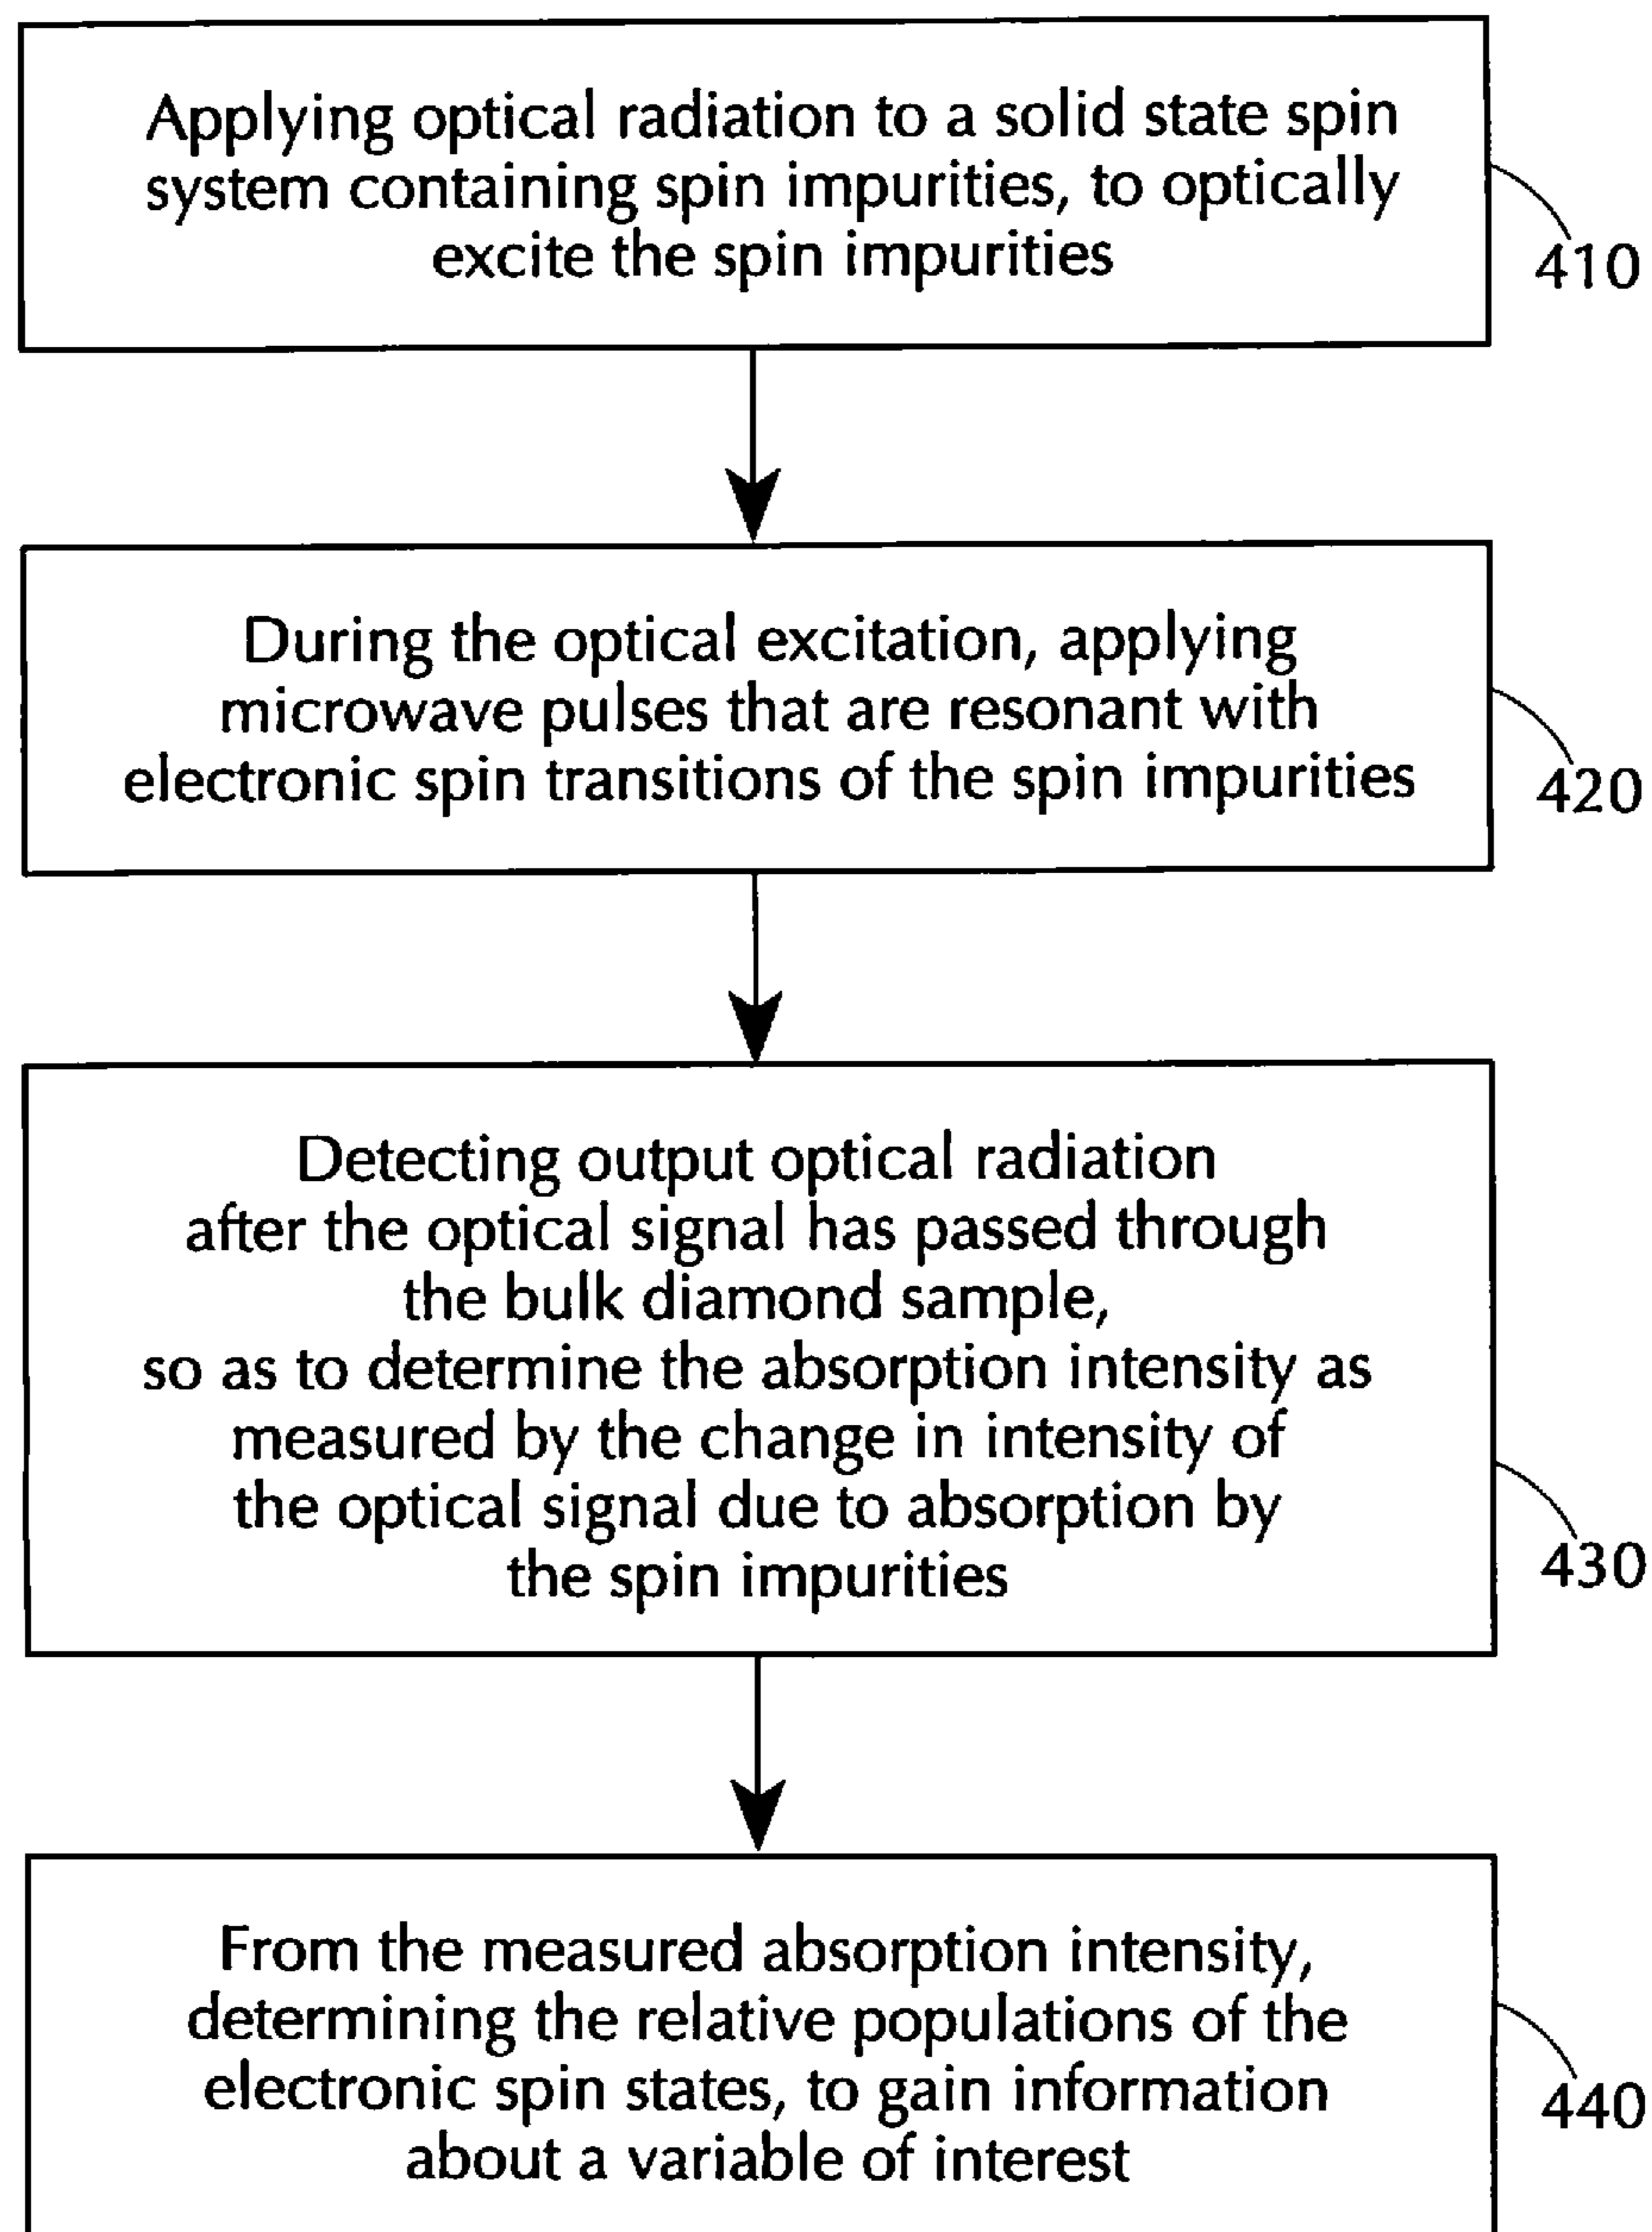 Applying optical radiation to a solid state spin
system containing spin impurities, to optically
excite the spin impurities
410
During the optical excitation, applying
microwave pulses that are resonant with
electronic spin transitions of the spin impurities
420
Detecting output optical radiation
after the optical signal has passed through
the bulk diamond sample,
so as to determine the absorption intensity as
measured by the change in intensity of
the optical signal due to absorption by
the spin impurities
430
From the measured absorption intensity,
determining the relative populations of the
electronic spin states, to gain information
about a variable of interest
440